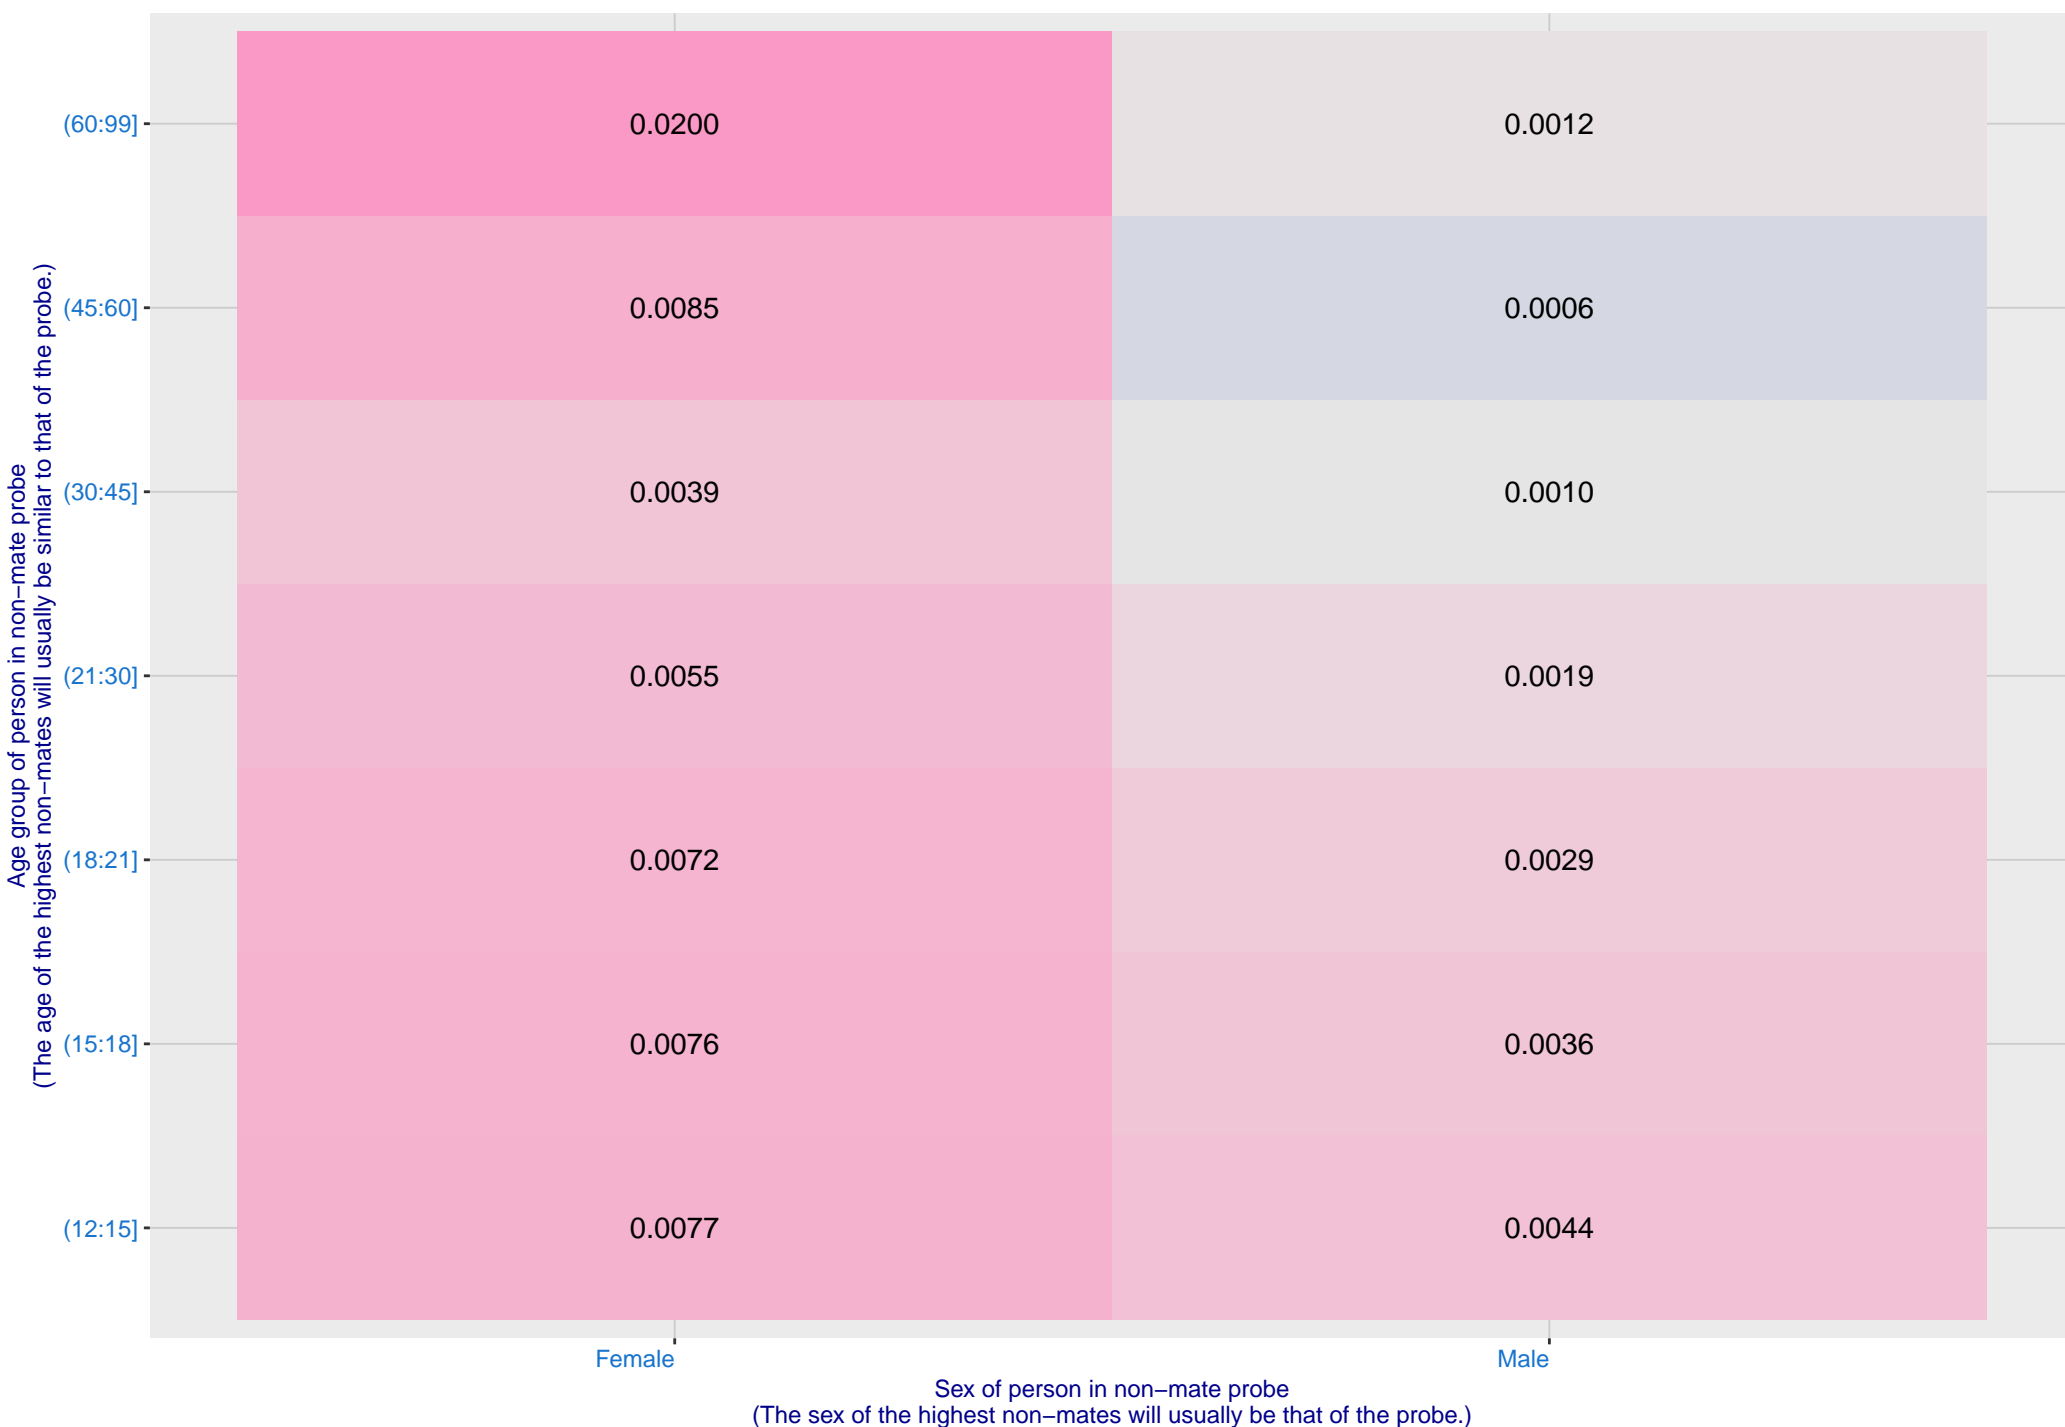 Age group of person in non−mate probe
(The age of the highest non−mates will usually be similar to that of the probe.)
(60:99] 0.0200 0.0012
(45:60] 0.0085 0.0006
(30:45] 0.0039 0.0010
(21:30] 0.0055 0.0019
(18:21] 0.0072 0.0029
(15:18] 0.0076 0.0036
(12:15] 0.0077 0.0044
Female Male
Sex of person in non−mate probe
(The sex of the highest non−mates will usually be that of the probe.)